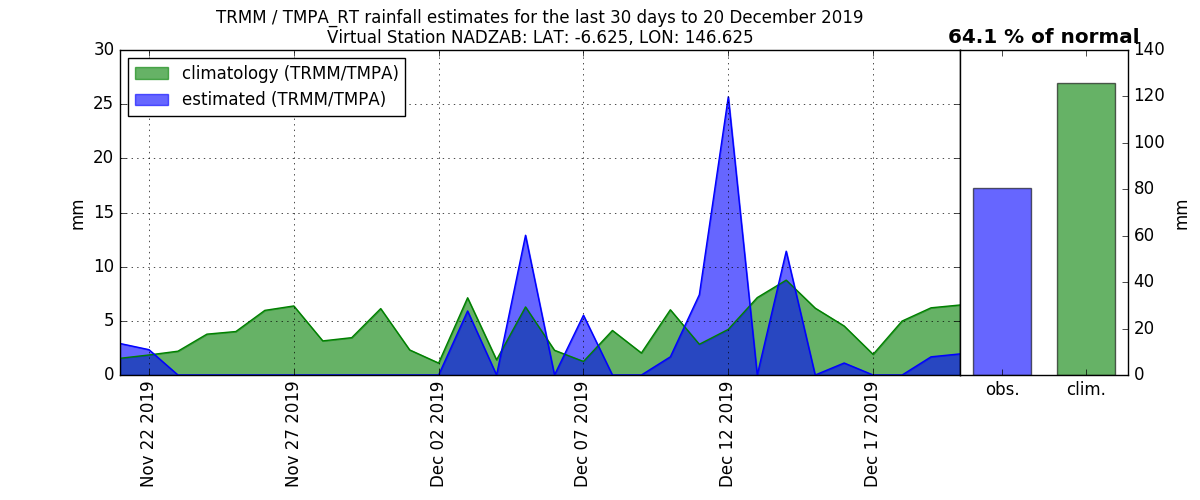 TRMM / TMPA_RT rainfall estimates for the last 30 days to 20 December 2019
Virtual Station NADZAB: LAT: -6.625, LON: 146.625
64.1 % of normal
climatology (TRMM/TMPA)
estimated (TRMM/TMPA)
mm
30
25
20
15
10
5
0
Nov 22 2019
Nov 27 2019
Dec 02 2019
Dec 07 2019
Dec 12 2019
Dec 17 2019
obs.
clim.
140
120
100
80
60
40
20
0
mm